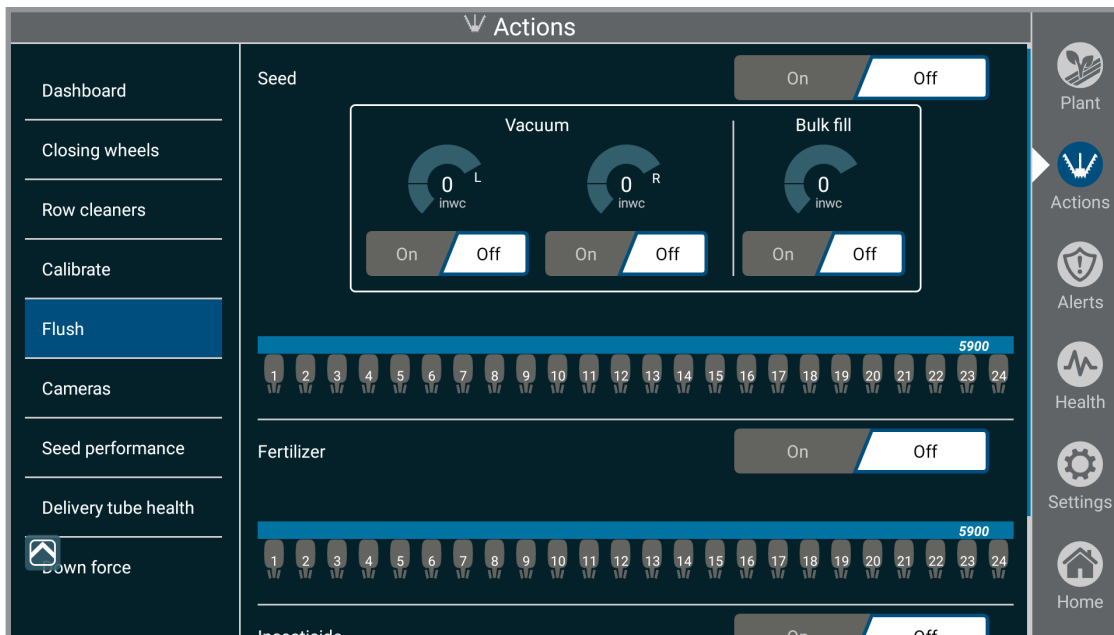 Actions
Dashboard
Closing wheels
Row cleaners
Calibrate
Flush
Cameras
Seed performance
Delivery tube health
Down force
Seed
On Off
Vacuum
Bulk fill
0 L
inwc
0 R
inwc
0
inwc
On Off
On Off
On Off
5900
1 2 3 4 5 6 7 8 9 10 11 12 13 14 15 16 17 18 19 20 21 22 23 24
Fertilizer
On Off
5900
1 2 3 4 5 6 7 8 9 10 11 12 13 14 15 16 17 18 19 20 21 22 23 24
Insecticide
On Off
Plant
Actions
Alerts
Health
Settings
Home